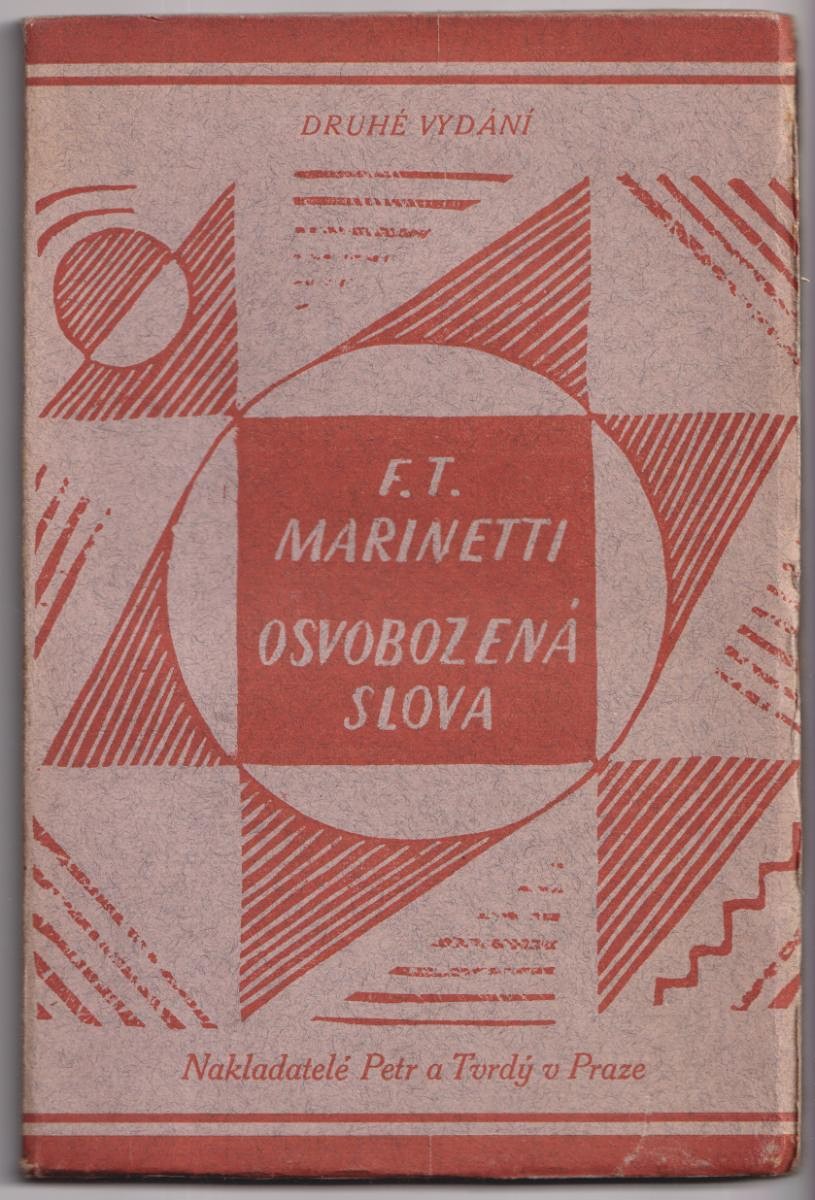 DRUHÉ VYDÁNÍ
F. T.
MARINETTI
OSVOBOZENÁ
SLOVA
Nakladatelé Petr a Tvrdý v Praze